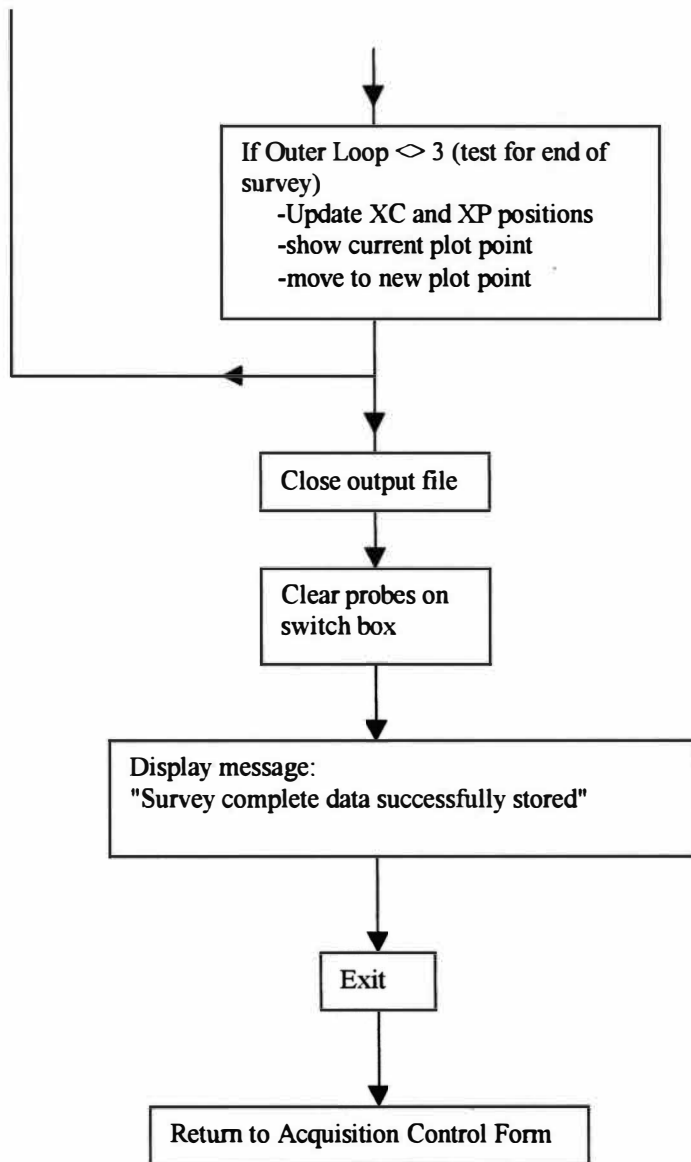 If Outer Loop <> 3 (test for end of
survey)
-Update XC and XP positions
-show current plot point
-move to new plot point
Close output file
Clear probes on
switch box
Display message:
"Survey complete data successfully stored"
Exit
Return to Acquisition Control Form